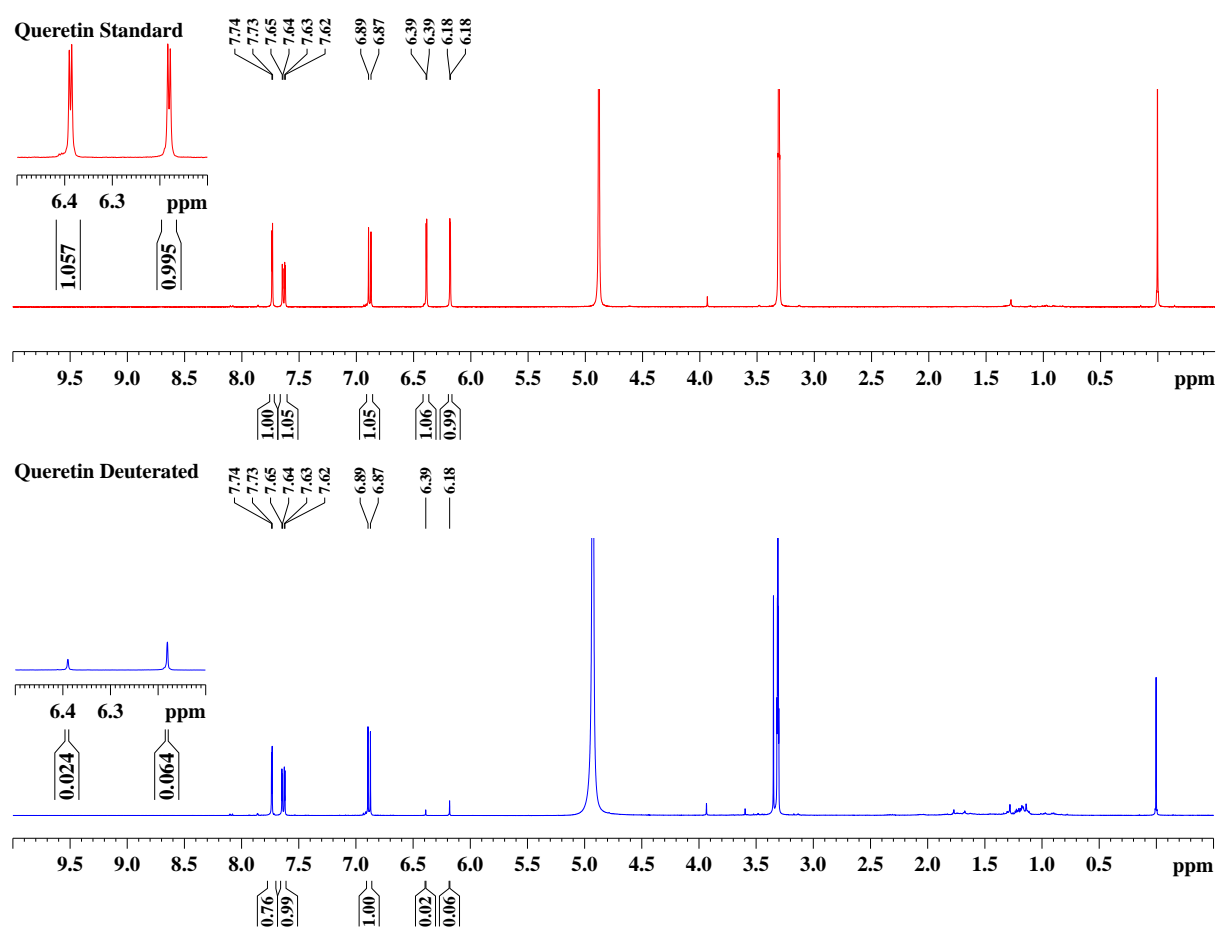 Queretin Standard
7.74 7.73 7.65 7.64 7.63 7.62 6.89 6.87 6.39 6.39 6.18 6.18
6.4 6.3 ppm
1.057 0.995
9.5 9.0 8.5 8.0 7.5 7.0 6.5 6.0 5.5 5.0 4.5 4.0 3.5 3.0 2.5 2.0 1.5 1.0 0.5 ppm
1.00 1.05 1.05 1.06 0.99
Queretin Deuterated
7.74 7.73 7.65 7.64 7.63 7.62 6.89 6.87 6.39 6.18
6.4 6.3 ppm
0.024 0.064
9.5 9.0 8.5 8.0 7.5 7.0 6.5 6.0 5.5 5.0 4.5 4.0 3.5 3.0 2.5 2.0 1.5 1.0 0.5 ppm
0.76 0.99 1.00 0.02 0.06